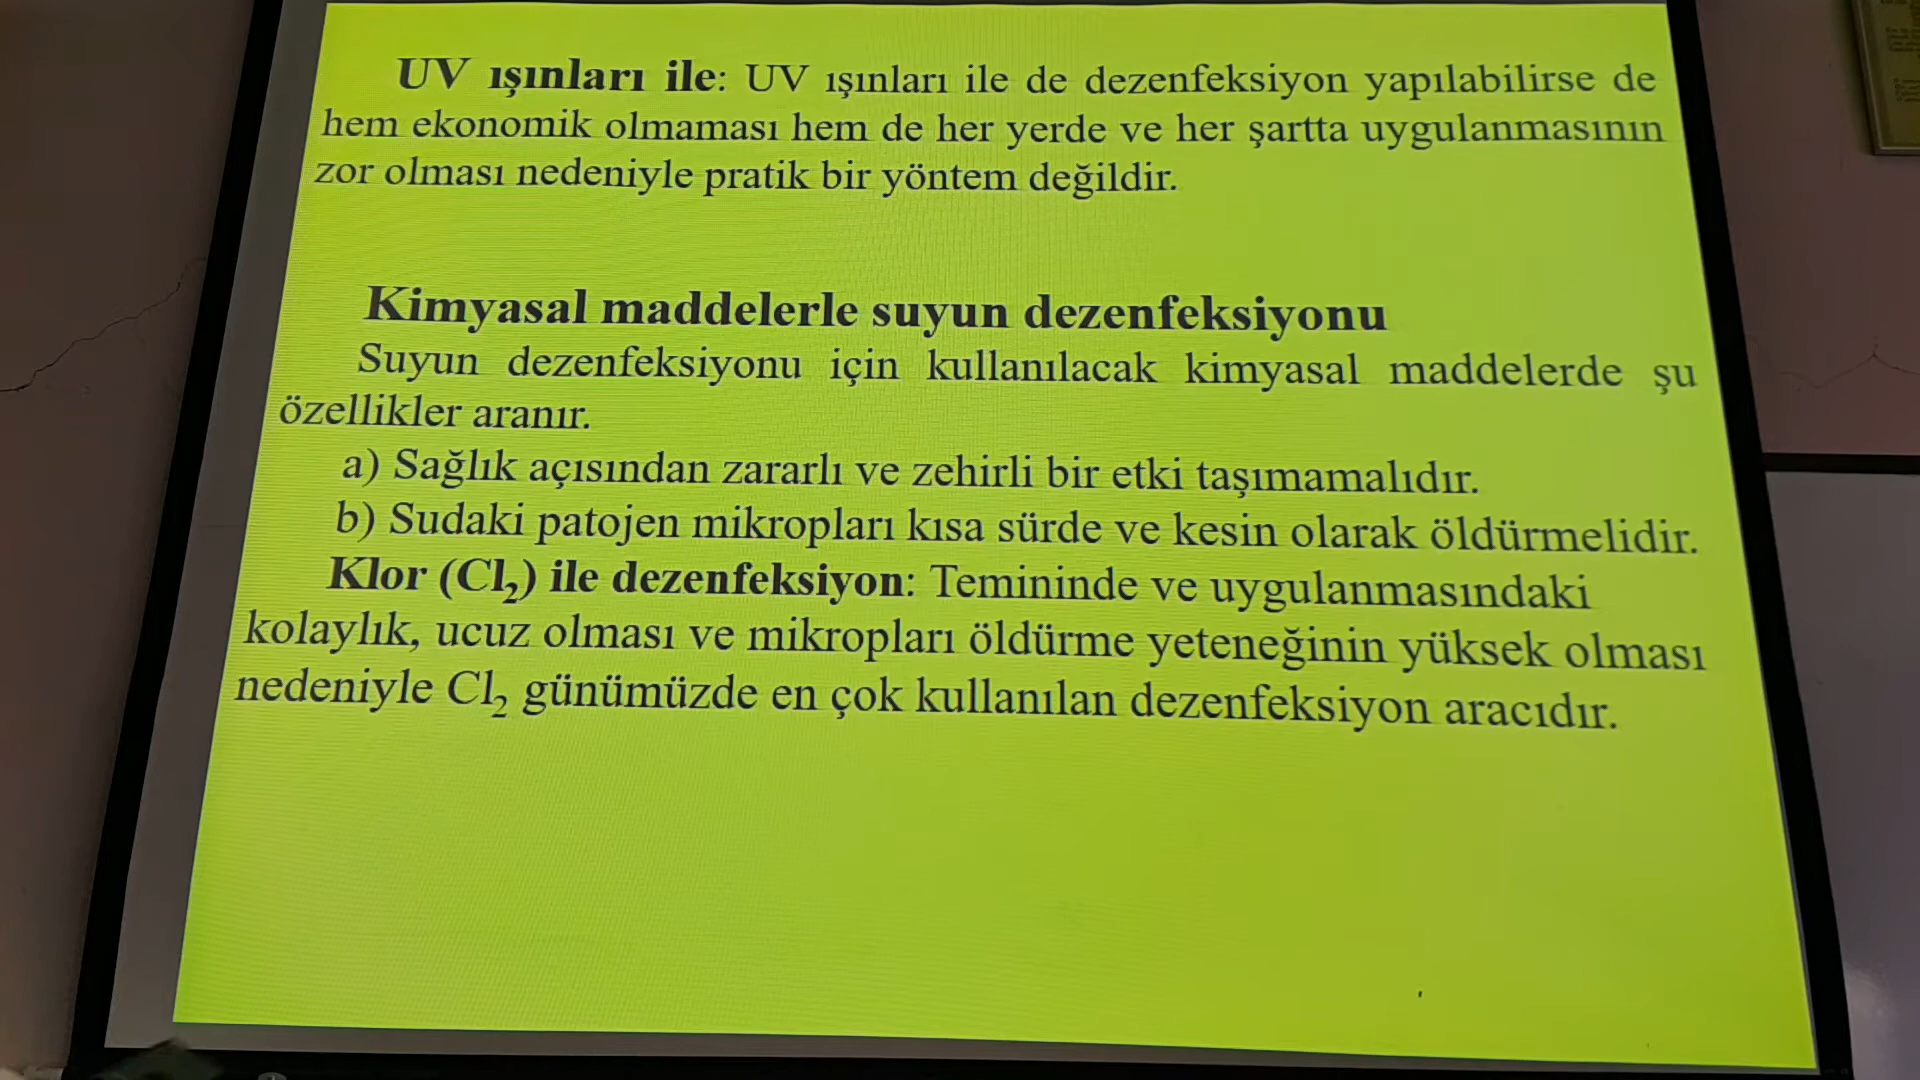 UV ışınları ile: UV ışınları ile de dezenfeksiyon yapılabilirse de
hem ekonomik olmaması hem de her yerde ve her şartta uygulanmasının
zor olması nedeniyle pratik bir yöntem değildir.
Kimyasal maddelerle suyun dezenfeksiyonu
Suyun dezenfeksiyonu için kullanılacak kimyasal maddelerde şu
özellikler aranır.
a) Sağlık açısından zararlı ve zehirli bir etki taşımamalıdır.
b) Sudaki patojen mikropları kısa sürde ve kesin olarak öldürmelidir.
Klor (Cl₂) ile dezenfeksiyon: Temininde ve uygulanmasındaki
kolaylık, ucuz olması ve mikropları öldürme yeteneğinin yüksek olması
nedeniyle Cl₂ günümüzde en çok kullanılan dezenfeksiyon aracıdır.